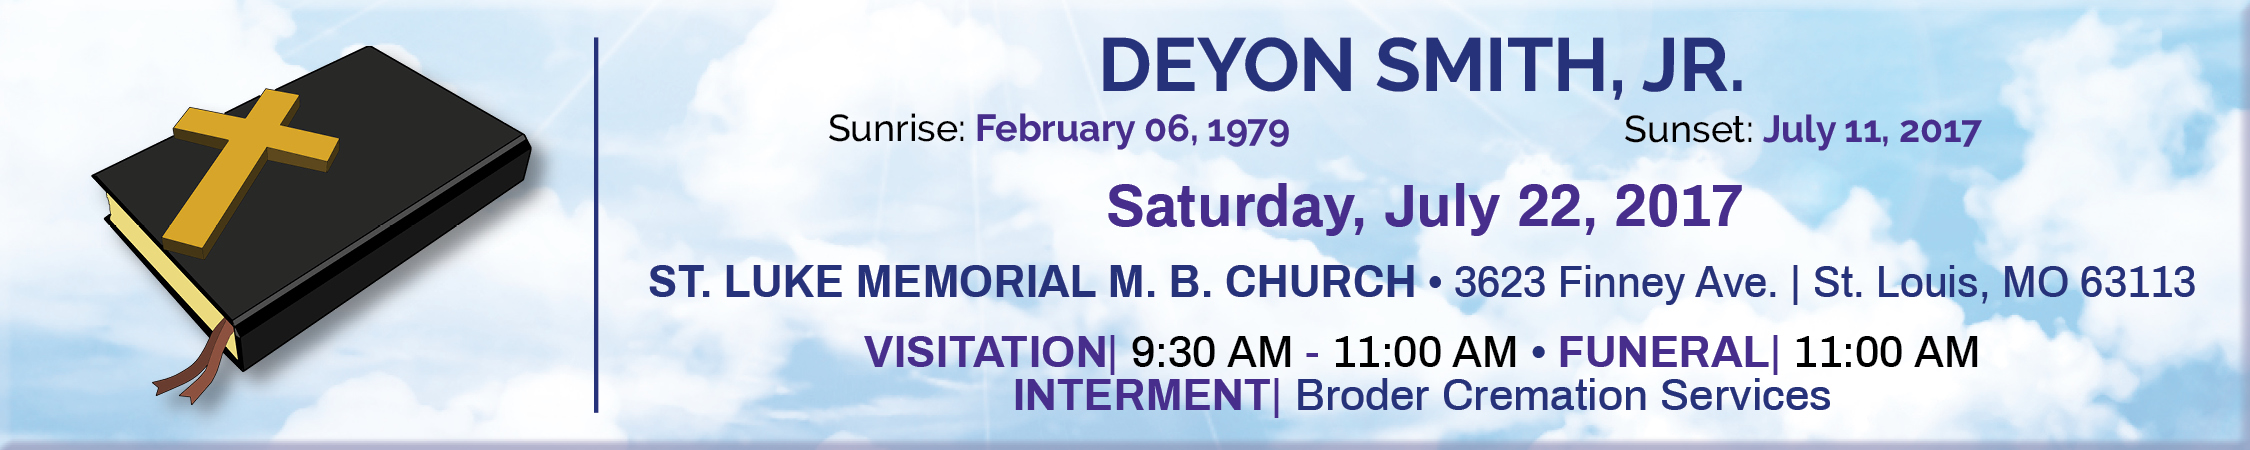 DEYON SMITH, JR.
Sunrise: February 06, 1979 Sunset: July 11, 2017
Saturday, July 22, 2017
ST. LUKE MEMORIAL M. B. CHURCH • 3623 Finney Ave. | St. Louis, MO 63113
VISITATION| 9:30 AM - 11:00 AM • FUNERAL| 11:00 AM
INTERMENT| Broder Cremation Services